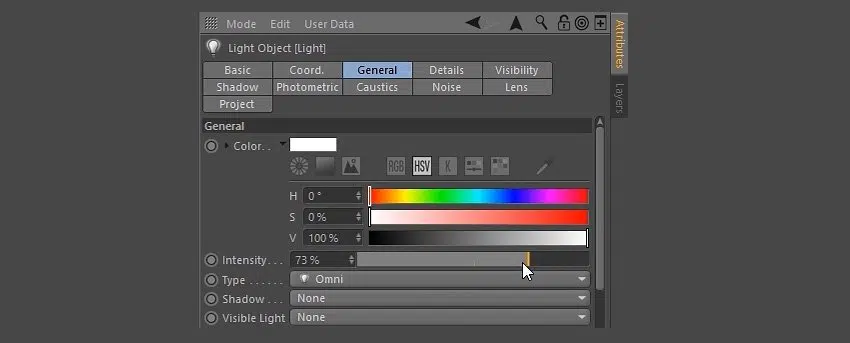 Mode Edit User Data
Light Object [Light]
Basic Coord. General Details Visibility
Shadow Photometric Caustics Noise Lens
Project
General
Color. .
RGB HSV K
H 0 °
S 0 %
V 100 %
Intensity. . . 73 %
Type . . . . . . Omni
Shadow . . . None
Visible Light None
Attributes
Layers